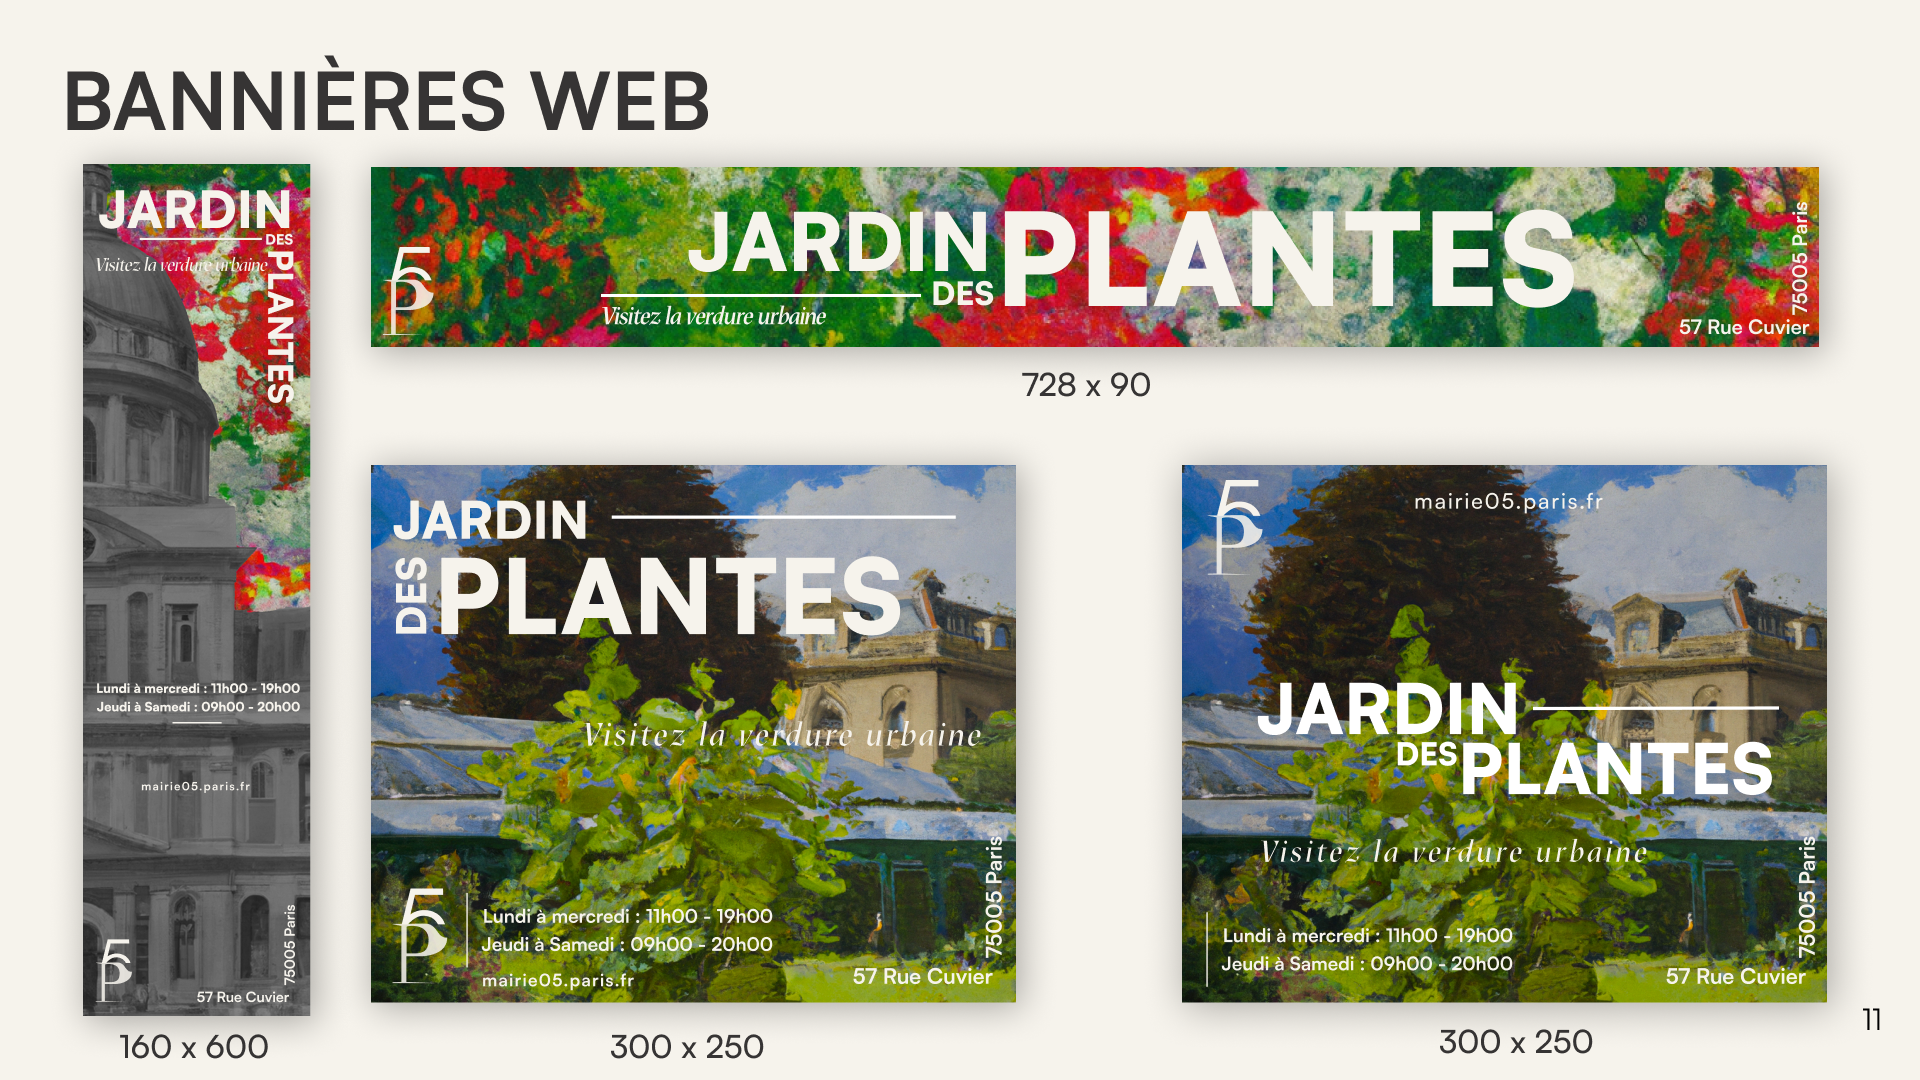 BANNIÈRES WEB
JARDIN
DES
PLANTES
Visitez la verdure urbaine
Lundi à mercredi : 11h00 - 19h00
Jeudi à Samedi : 09h00 - 20h00
mairie05.paris.fr
5
P
57 Rue Cuvier
75005 Paris
160 x 600
5
P
JARDIN
DES
PLANTES
Visitez la verdure urbaine
57 Rue Cuvier
75005 Paris
728 x 90
JARDIN
DES
PLANTES
Visitez la verdure urbaine
5
P
Lundi à mercredi : 11h00 - 19h00
Jeudi à Samedi : 09h00 - 20h00
mairie05.paris.fr
57 Rue Cuvier
75005 Paris
300 x 250
5
P
mairie05.paris.fr
JARDIN
DES
PLANTES
Visitez la verdure urbaine
Lundi à mercredi : 11h00 - 19h00
Jeudi à Samedi : 09h00 - 20h00
57 Rue Cuvier
75005 Paris
300 x 250
11